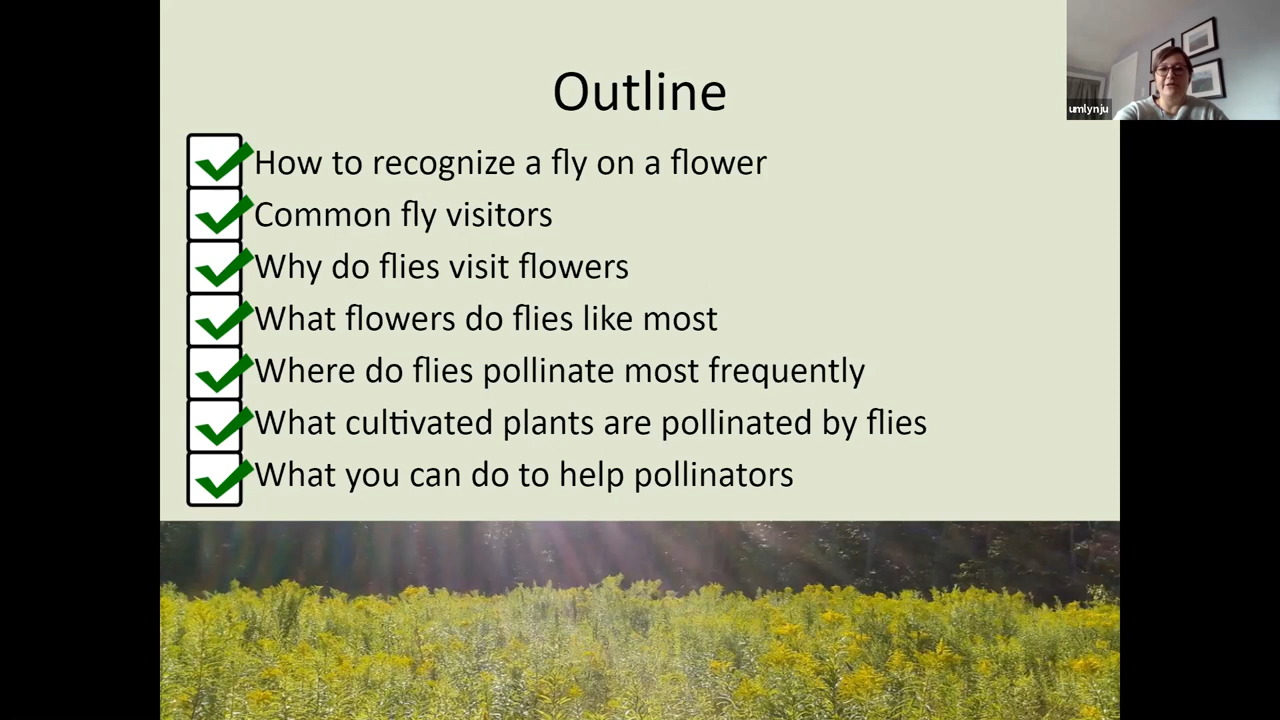 Outline
How to recognize a fly on a flower
Common fly visitors
Why do flies visit flowers
What flowers do flies like most
Where do flies pollinate most frequently
What cultivated plants are pollinated by flies
What you can do to help pollinators
umlynju